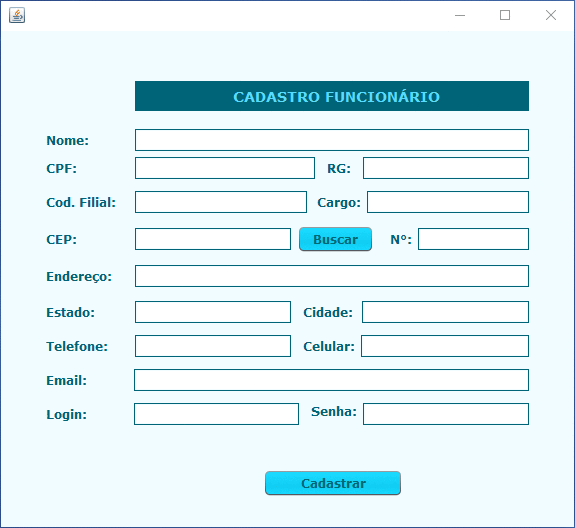 CADASTRO FUNCIONÁRIO
Nome:
CPF: RG:
Cod. Filial: Cargo:
CEP: Buscar N°:
Endereço:
Estado: Cidade:
Telefone: Celular:
Email:
Login: Senha:
Cadastrar